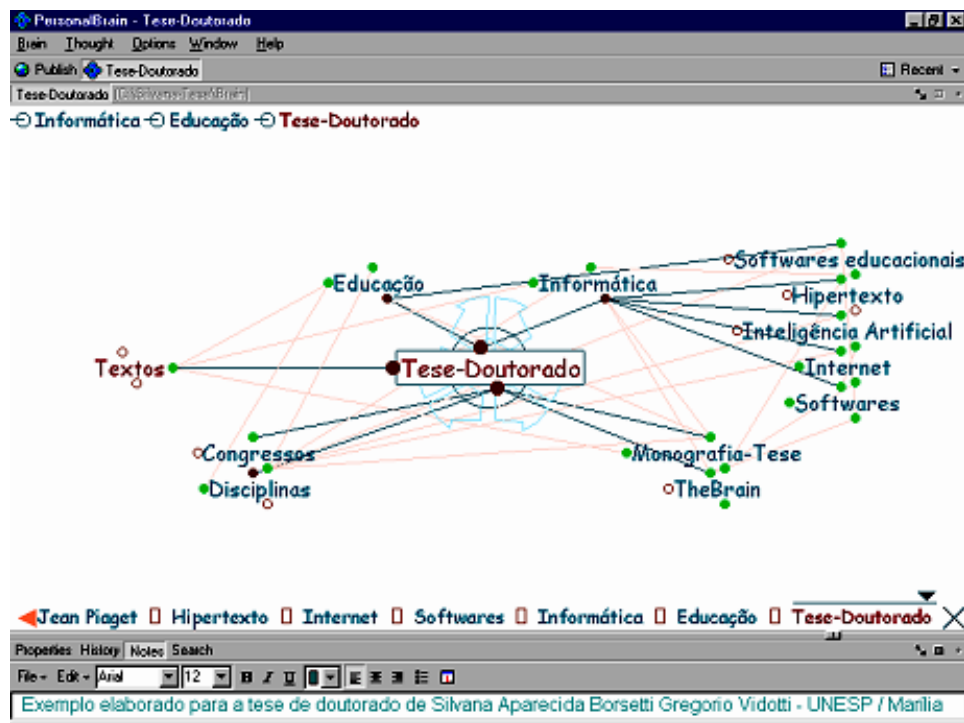 PersonalBrain - Tese-Doutorado
Brain Thought Options Window Help
Publish Tese-Doutorado Recent
Tese-Doutorado [C:\Silvana-Tese\Brain]
Informática Educação Tese-Doutorado
Softwares educacionais
Educação Informática
Hipertexto
Inteligência Artificial
Textos Tese-Doutorado Internet
Softwares
Congressos Monografia-Tese
Disciplinas TheBrain
Jean Piaget Hipertexto Internet Softwares Informática Educação Tese-Doutorado
Properties History Notes Search
File Edit Arial 12 B I U
Exemplo elaborado para a tese de doutorado de Silvana Aparecida Borsetti Gregorio Vidotti - UNESP / Marília